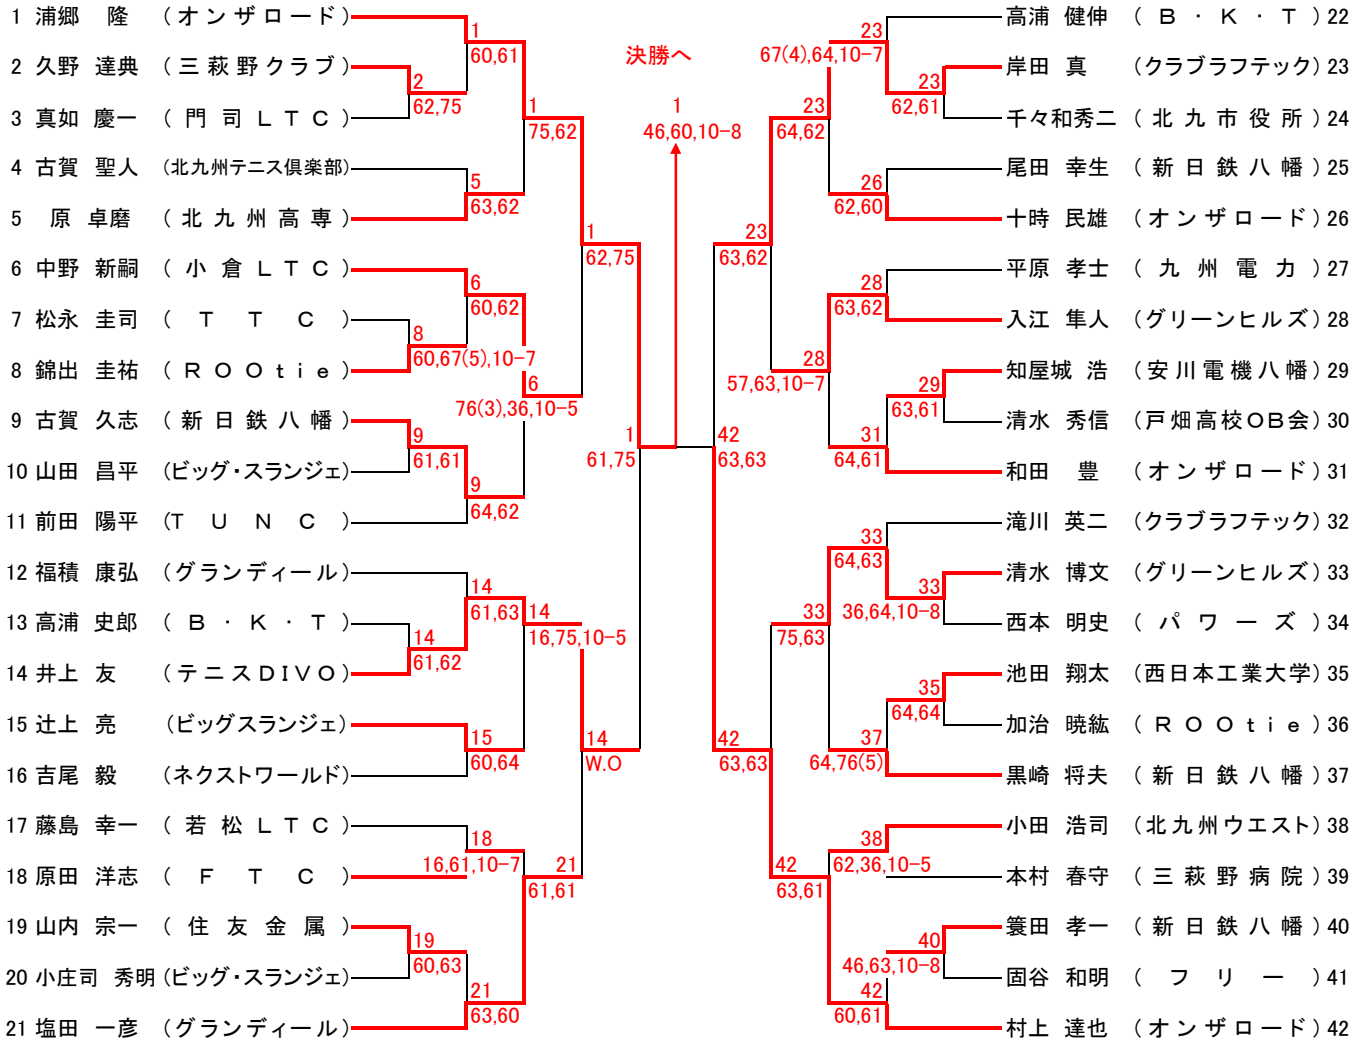 1 浦郷 隆 (オンザロード)
2 久野 達典 (三萩野クラブ)
3 真如 慶一 (門司LTC)
4 古賀 聖人 (北九州テニス倶楽部)
5 原 卓磨 (北九州高専)
6 中野 新嗣 (小倉LTC)
7 松永 圭司 (TTC)
8 錦出 圭祐 (ROOtie)
9 古賀 久志 (新日鉄八幡)
10 山田 昌平 (ビッグ・スランジェ)
11 前田 陽平 (TUNC)
12 福積 康弘 (グランディール)
13 高浦 史郎 (B・K・T)
14 井上 友 (テニスDIVO)
15 辻上 亮 (ビッグスランジェ)
16 吉尾 毅 (ネクストワールド)
17 藤島 幸一 (若松LTC)
18 原田 洋志 (FTC)
19 山内 宗一 (住友金属)
20 小庄司 秀明 (ビッグ・スランジェ)
21 塩田 一彦 (グランディール)
2
62,75
8
60,67(5),10-7
9
61,61
14
61,62
19
60,63
1
60,61
5
63,62
6
60,62
9
64,62
14
61,63
15
60,64
18
16,61,10-7
21
63,60
1
75,62
6
76(3),36,10-5
14
16,75,10-5
21
61,61
1
62,75
14
W.O
1
61,75
決勝へ
1
46,60,10-8
42
63,63
23
63,62
42
63,63
23
64,62
28
57,63,10-7
33
75,63
42
63,61
23
67(4),64,10-7
26
62,60
28
63,62
31
64,61
33
64,63
37
64,76(5)
38
62,36,10-5
42
60,61
23
62,61
29
63,61
33
36,64,10-8
35
64,64
40
46,63,10-8
高浦 健伸 (B・K・T) 22
岸田 真 (クラブラフテック) 23
千々和秀二 (北九市役所) 24
尾田 幸生 (新日鉄八幡) 25
十時 民雄 (オンザロード) 26
平原 孝士 (九州電力) 27
入江 隼人 (グリーンヒルズ) 28
知屋城 浩 (安川電機八幡) 29
清水 秀信 (戸畑高校OB会) 30
和田 豊 (オンザロード) 31
滝川 英二 (クラブラフテック) 32
清水 博文 (グリーンヒルズ) 33
西本 明史 (パワーズ) 34
池田 翔太 (西日本工業大学) 35
加治 暁紘 (ROOtie) 36
黒崎 将夫 (新日鉄八幡) 37
小田 浩司 (北九州ウエスト) 38
本村 春守 (三萩野病院) 39
簑田 孝一 (新日鉄八幡) 40
固谷 和明 (フリー) 41
村上 達也 (オンザロード) 42